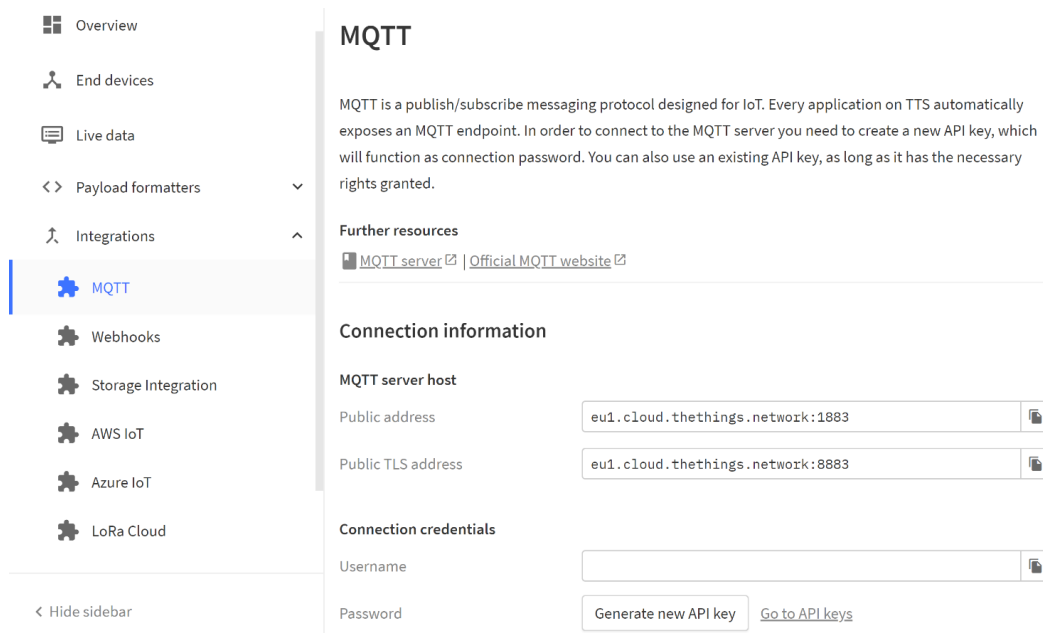 Overview
End devices
Live data
Payload formatters
Integrations
MQTT
Webhooks
Storage Integration
AWS IoT
Azure IoT
LoRa Cloud
Hide sidebar
MQTT
MQTT is a publish/subscribe messaging protocol designed for IoT. Every application on TTS automatically
exposes an MQTT endpoint. In order to connect to the MQTT server you need to create a new API key, which
will function as connection password. You can also use an existing API key, as long as it has the necessary
rights granted.
Further resources
MQTT server | Official MQTT website
Connection information
MQTT server host
Public address eu1.cloud.thethings.network:1883
Public TLS address eu1.cloud.thethings.network:8883
Connection credentials
Username
Password Generate new API key Go to API keys